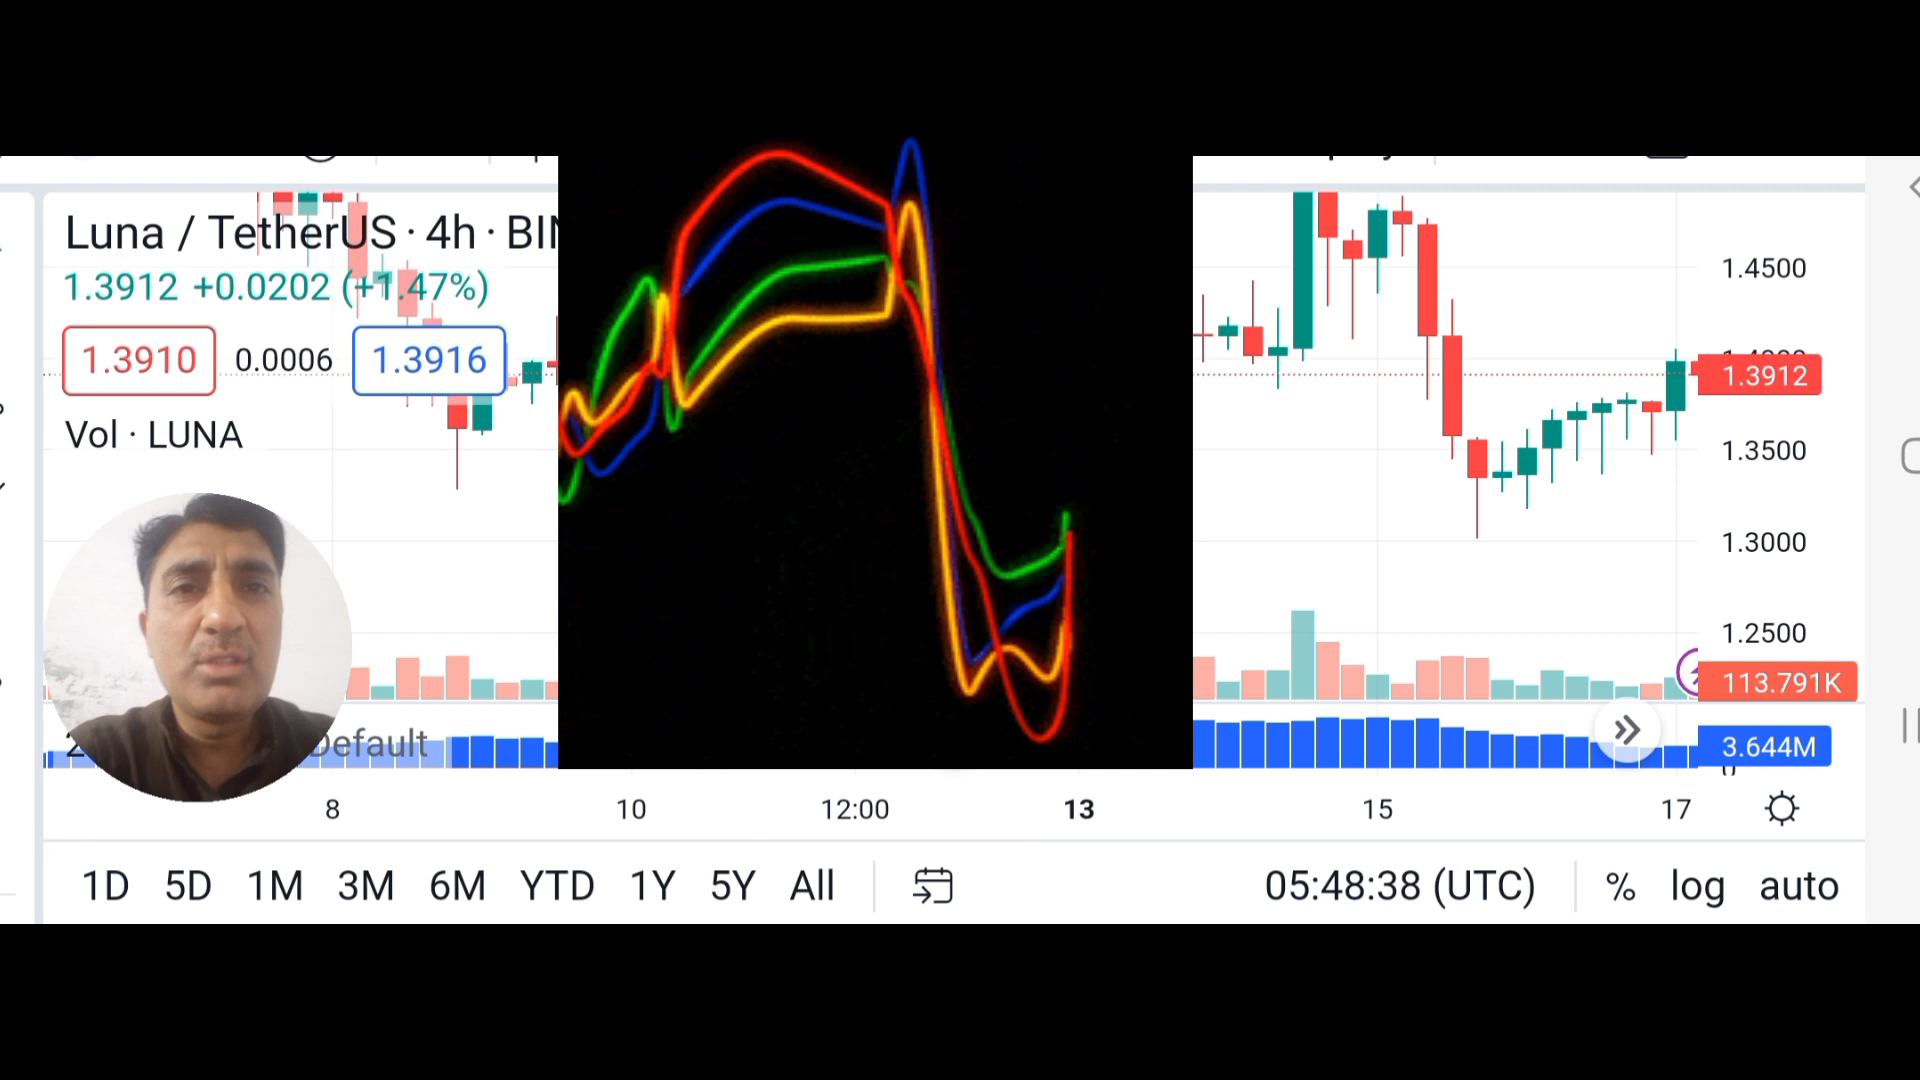 Luna / TetherUS · 4h · BIN
1.3912 +0.0202 (+1.47%)
1.3910 0.0006 1.3916
Vol · LUNA
Default
1.4500
1.3912
1.3500
1.3000
1.2500
113.791K
3.644M
8 10 12:00 13 15 17
1D 5D 1M 3M 6M YTD 1Y 5Y All 05:48:38 (UTC) % log auto